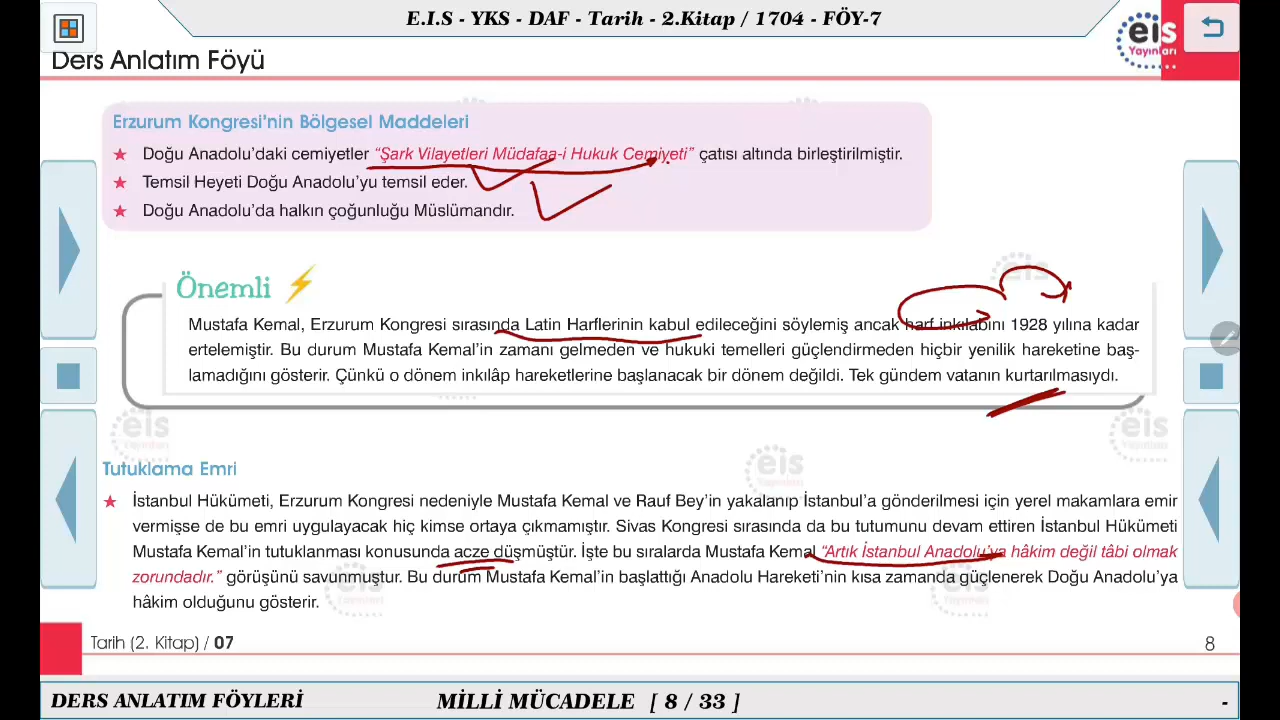 E.I.S - YKS - DAF - Tarih - 2.Kitap / 1704 - FÖY-7
eis
Yayınları
Ders Anlatım Föyü
Erzurum Kongresi'nin Bölgesel Maddeleri
★ Doğu Anadolu'daki cemiyetler "Şark Vilayetleri Müdafaa-i Hukuk Cemiyeti" çatısı altında birleştirilmiştir.
★ Temsil Heyeti Doğu Anadolu'yu temsil eder.
★ Doğu Anadolu'da halkın çoğunluğu Müslümandır.
Önemli
Mustafa Kemal, Erzurum Kongresi sırasında Latin Harflerinin kabul edileceğini söylemiş ancak harf inkılabını 1928 yılına kadar
ertelemiştir. Bu durum Mustafa Kemal'in zamanı gelmeden ve hukuki temelleri güçlendirmeden hiçbir yenilik hareketine baş-
lamadığını gösterir. Çünkü o dönem inkılâp hareketlerine başlanacak bir dönem değildi. Tek gündem vatanın kurtarılmasıydı.
Tutuklama Emri
★ İstanbul Hükümeti, Erzurum Kongresi nedeniyle Mustafa Kemal ve Rauf Bey'in yakalanıp İstanbul'a gönderilmesi için yerel makamlara emir
vermişse de bu emri uygulayacak hiç kimse ortaya çıkmamıştır. Sivas Kongresi sırasında da bu tutumunu devam ettiren İstanbul Hükümeti
Mustafa Kemal'in tutuklanması konusunda acze düşmüştür. İşte bu sıralarda Mustafa Kemal "Artık İstanbul Anadolu'ya hâkim değil tâbi olmak
zorundadır." görüşünü savunmuştur. Bu durum Mustafa Kemal'in başlattığı Anadolu Hareketi'nin kısa zamanda güçlenerek Doğu Anadolu'ya
hâkim olduğunu gösterir.
Tarih (2. Kitap) / 07
8
DERS ANLATIM FÖYLERİ
MİLLİ MÜCADELE [ 8 / 33 ]
-